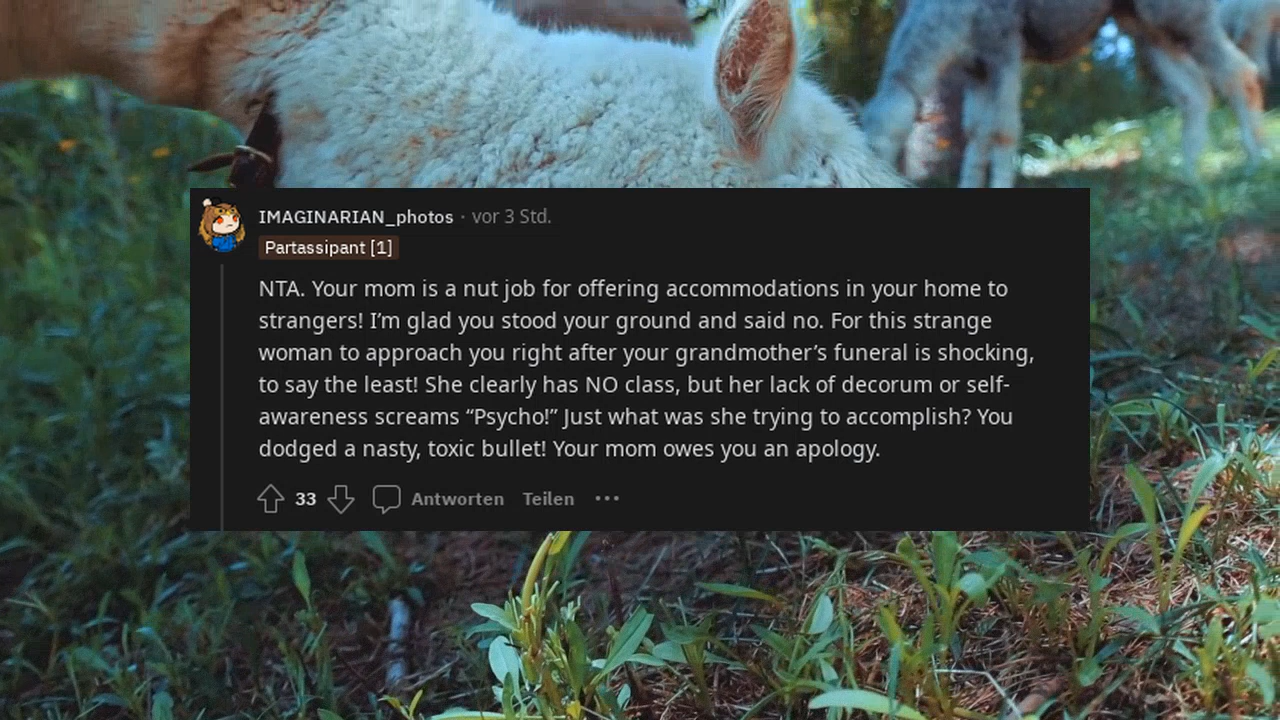 IMAGINARIAN_photos · vor 3 Std.
Partassipant [1]
NTA. Your mom is a nut job for offering accommodations in your home to
strangers! I’m glad you stood your ground and said no. For this strange
woman to approach you right after your grandmother’s funeral is shocking,
to say the least! She clearly has NO class, but her lack of decorum or self-
awareness screams “Psycho!” Just what was she trying to accomplish? You
dodged a nasty, toxic bullet! Your mom owes you an apology.
33 Antworten Teilen ···